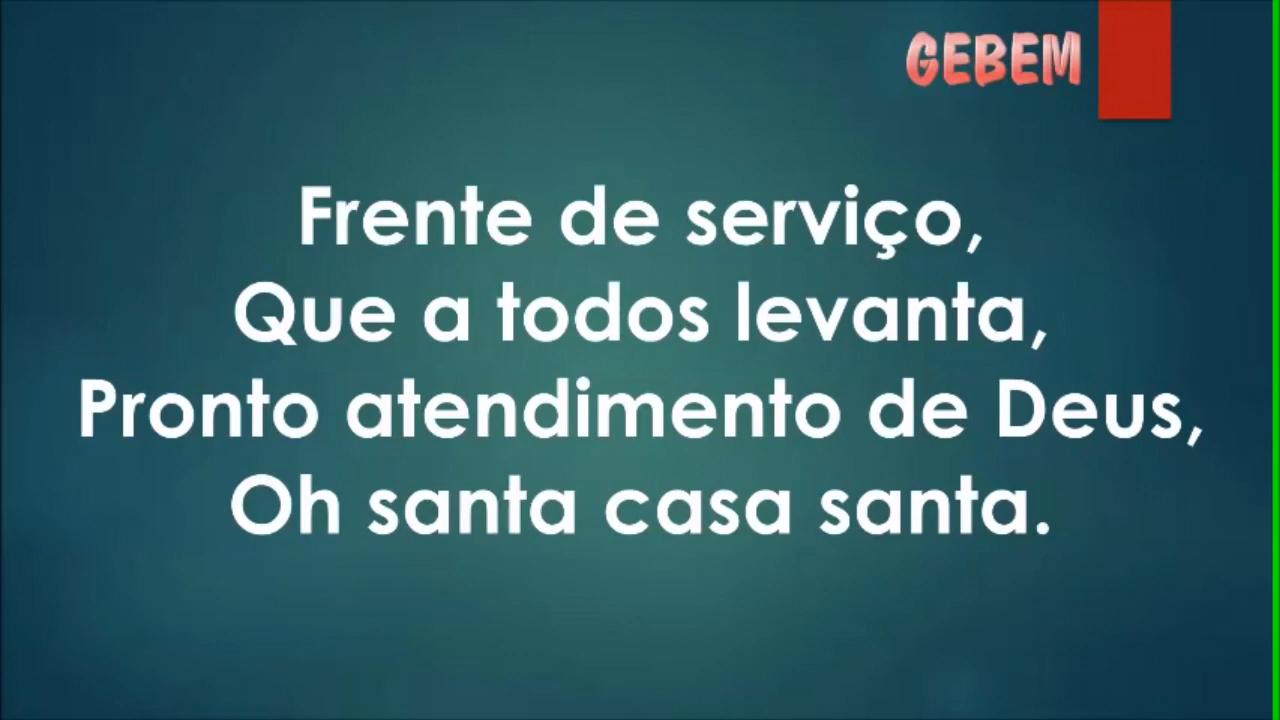 GEBEM
Frente de serviço,
Que a todos levanta,
Pronto atendimento de Deus,
Oh santa casa santa.